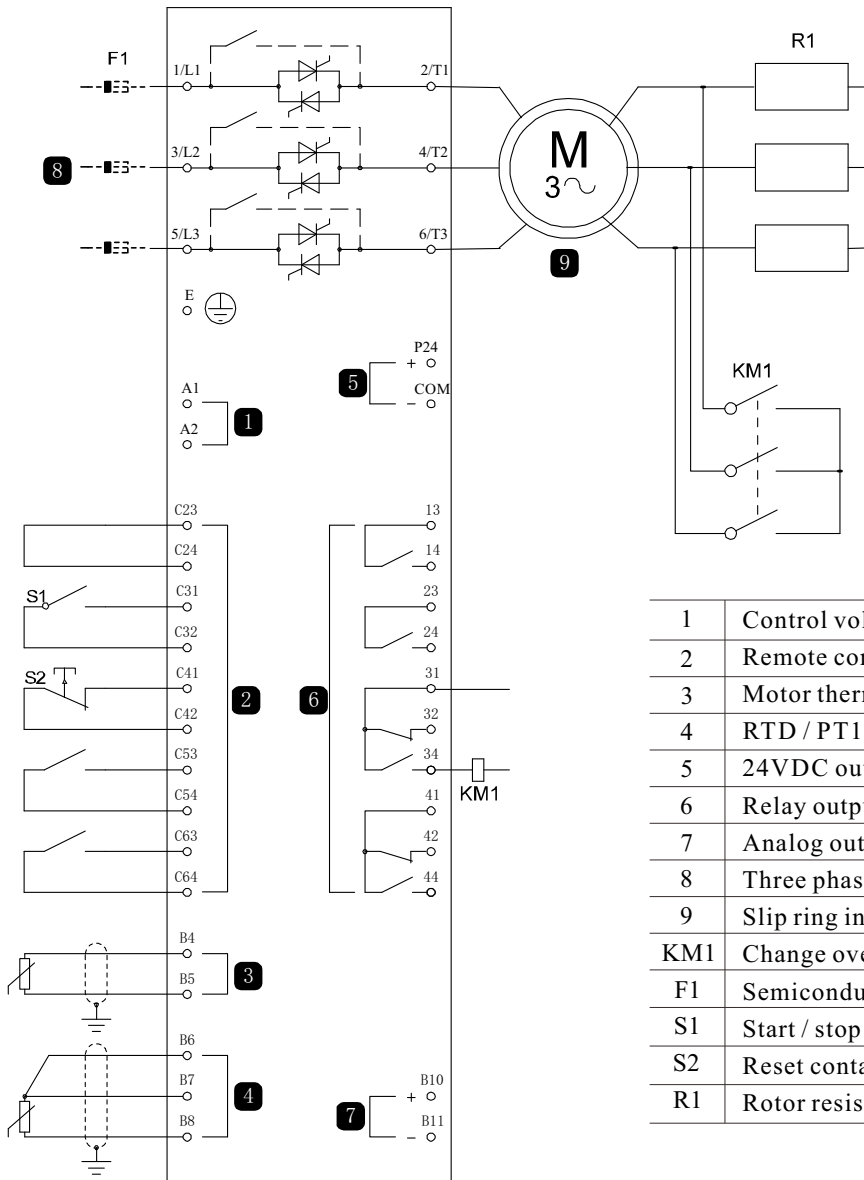 F1
R1
1/L1
2/T1
3/L2
4/T2
5/L3
6/T3
8
M
3
9
E
P24
+
5
COM
-
A1
1
A2
KM1
C23
13
C24
14
S1
C31
23
C32
24
S2
C41
31
2
6
C42
32
C53
34
KM1
C54
41
C63
42
C64
44
B4
3
B5
B6
B7
4
B8
B10
+
7
B11
-
1 Control vol
2 Remote con
3 Motor ther
4 RTD / PT1
5 24VDC ou
6 Relay outp
7 Analog out
8 Three phas
9 Slip ring in
KM1 Change ove
F1 Semicondu
S1 Start / stop
S2 Reset conta
R1 Rotor resis